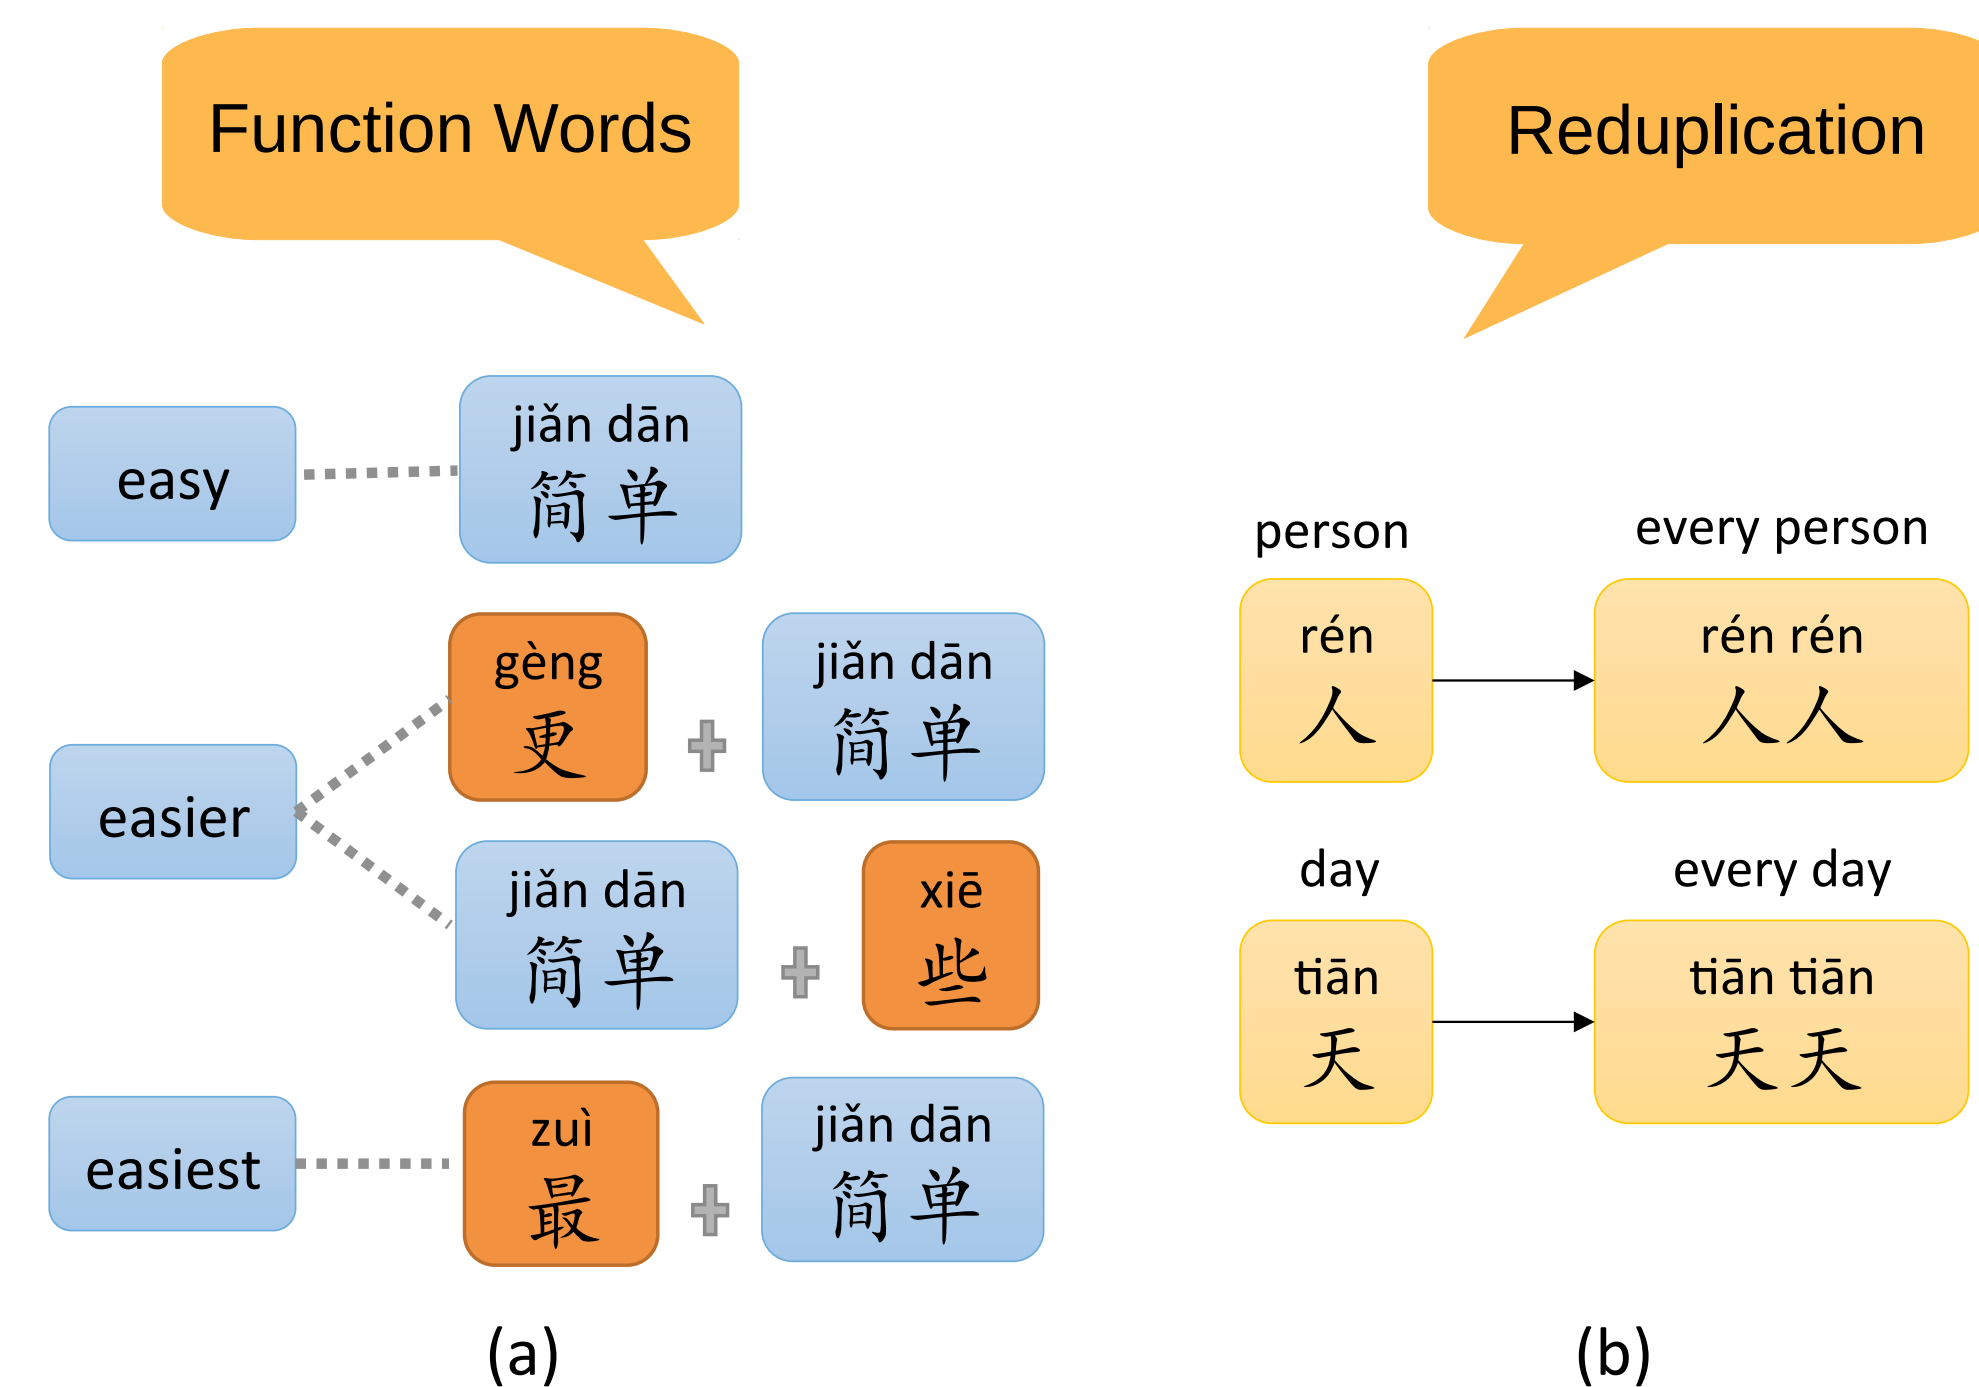 Function Words
easy
jiǎn dān
简单
easier
gèng
更
jiǎn dān
简单
jiǎn dān
简单
xiē
些
easiest
zuì
最
jiǎn dān
简单
(a)
Reduplication
person
every person
rén
人
rén rén
人人
day
every day
tiān
天
tiān tiān
天天
(b)